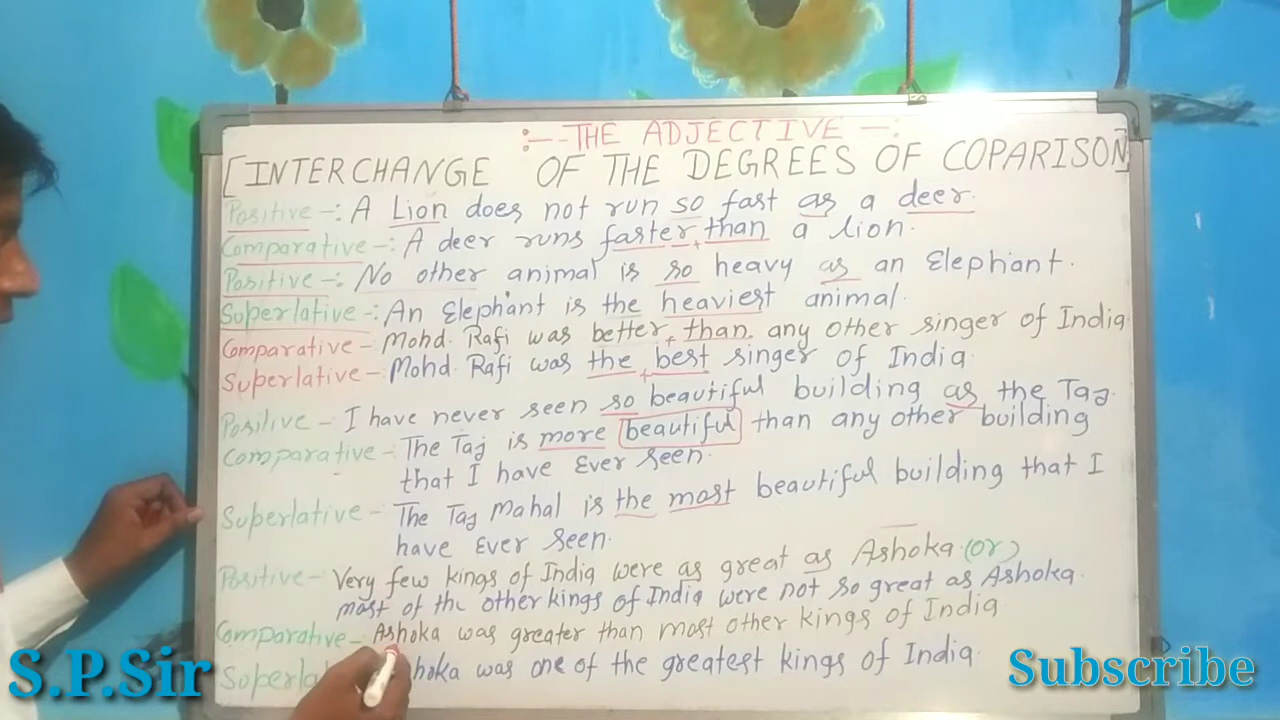 :- -THE ADJECTIVE -:
[INTERCHANGE OF THE DEGREES OF COPARISON]
Positive -: A Lion does not run so fast as a deer.
Comparative -: A deer runs faster + than a lion.
Positive -: No other animal is so heavy as an Elephant.
Superlative -: An Elephant is the heaviest animal.
Comparative - Mohd. Rafi was better + than any other singer of India
Superlative - Mohd. Rafi was the + best singer of India
Positive - I have never seen so beautiful building as the Taj.
Comparative - The Taj is more beautiful than any other building
that I have Ever seen.
Superlative - The Taj Mahal is the most beautiful building that I
have Ever seen.
Positive - Very few kings of India were as great as Ashoka (or)
most of the other kings of India were not so great as Ashoka.
Comparative - Ashoka was greater than most other kings of India
Superla hoka was one of the greatest kings of India.
S.P.Sir
Subscribe